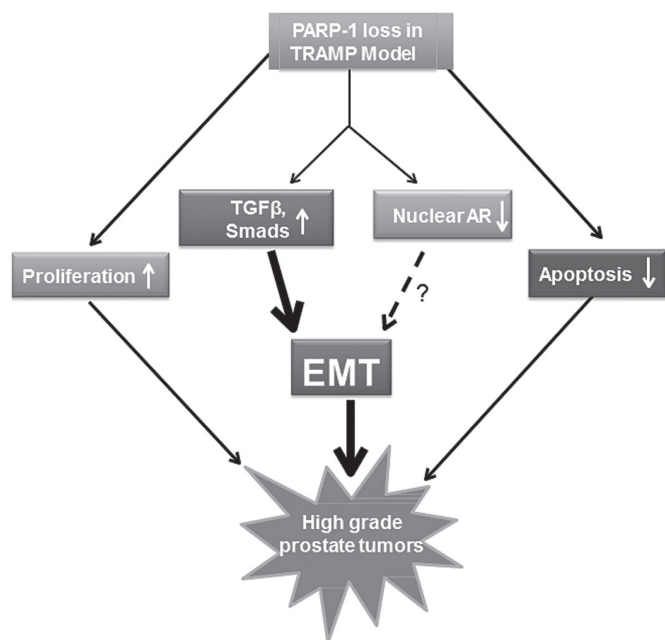 PARP-1 loss in
TRAMP Model
TGFβ,
Smads ↑
Nuclear AR ↓
Proliferation ↑
Apoptosis ↓
?
EMT
High grade
prostate tumors